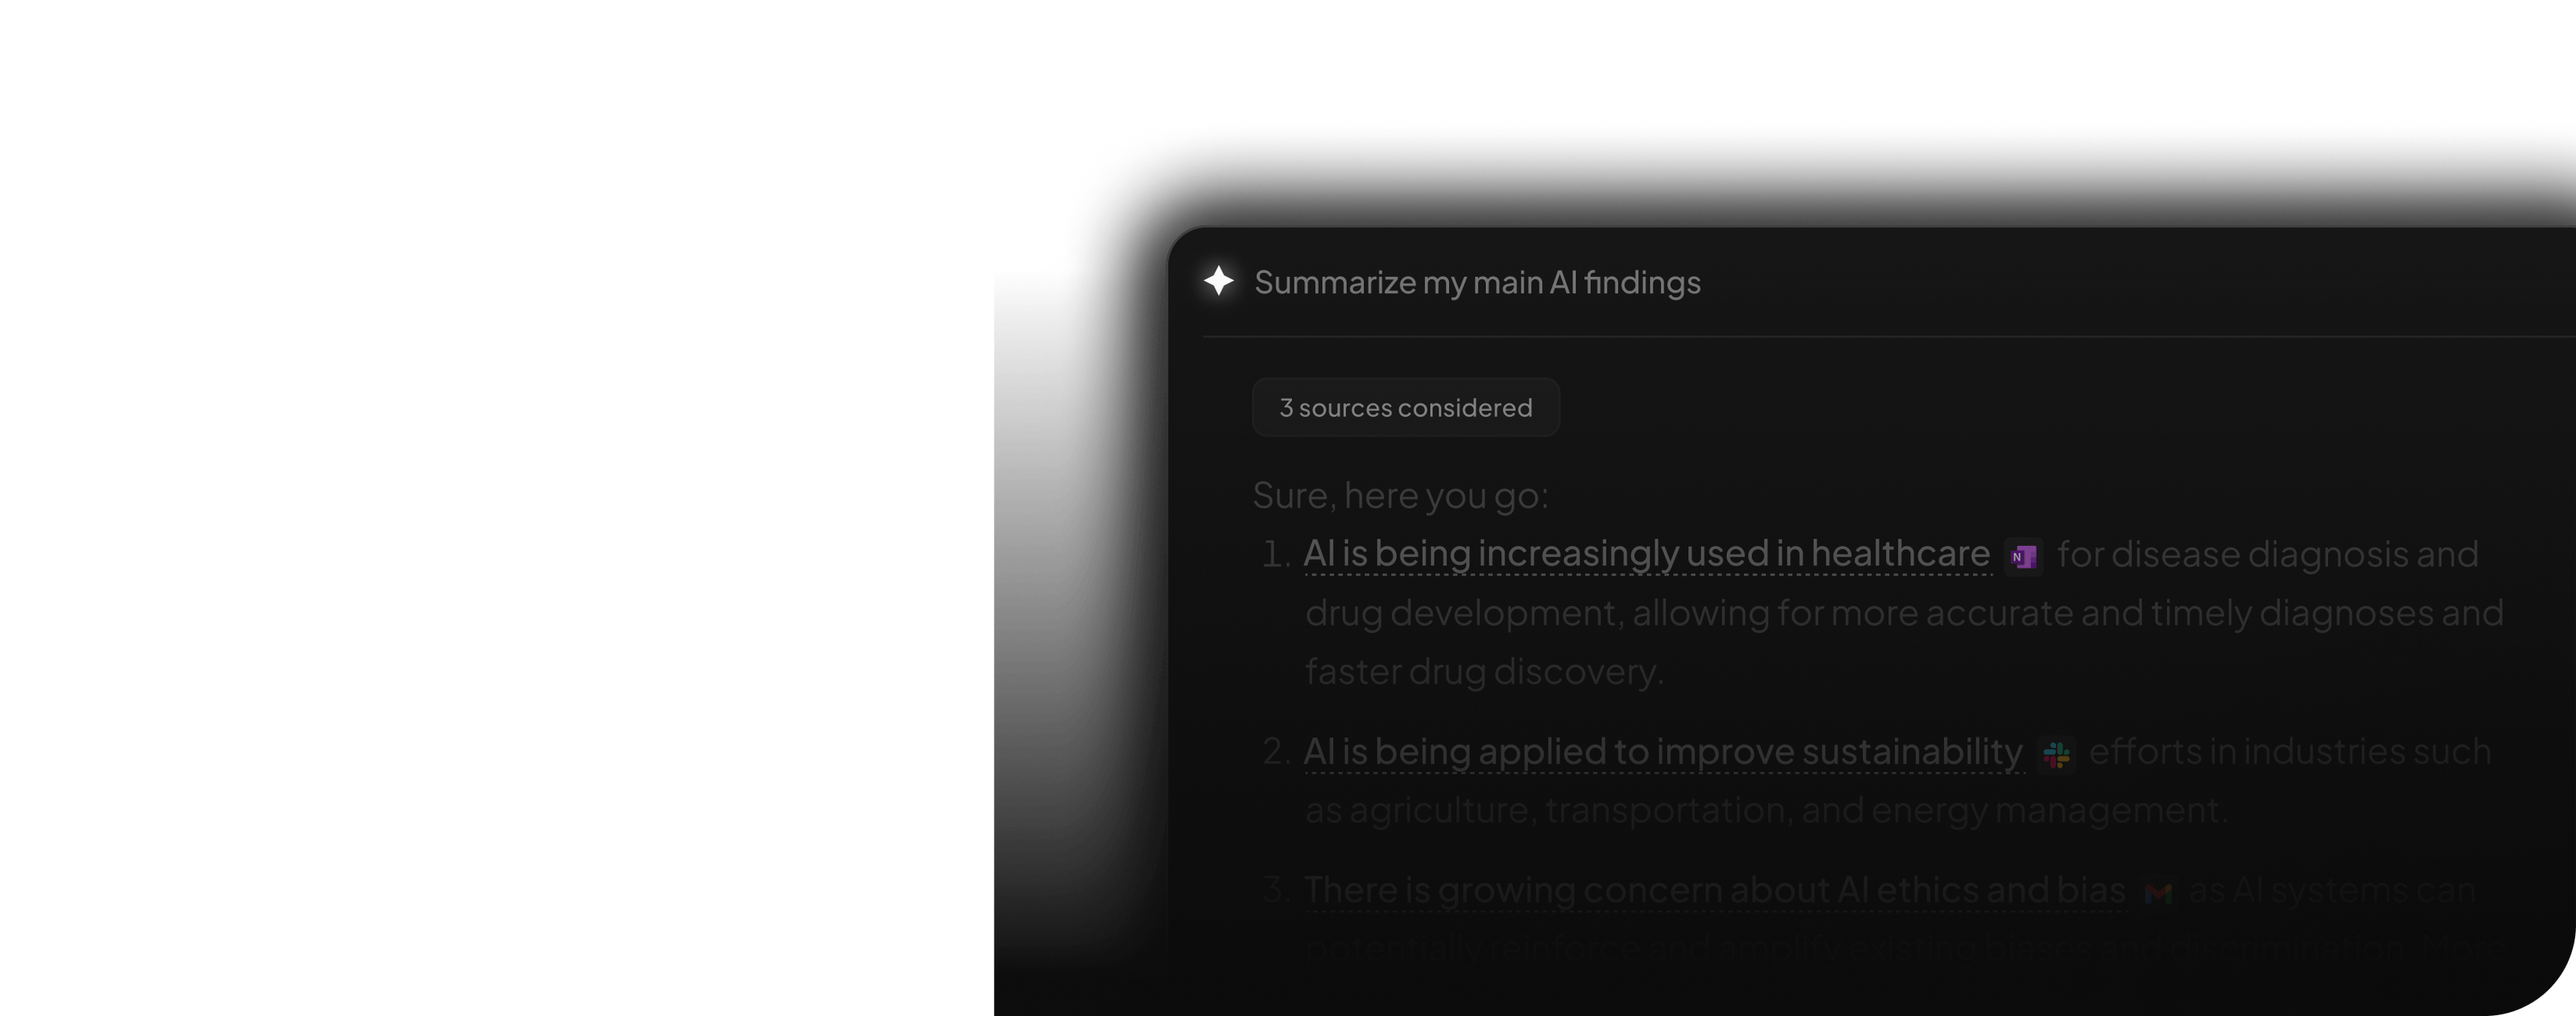 Summarize my main AI findings
3 sources considered
Sure, here you go:
1. AI is being increasingly used in healthcare N for disease diagnosis and
drug development, allowing for more accurate and timely diagnoses and
faster drug discovery.
2. AI is being applied to improve sustainability efforts in industries such
as agriculture, transportation, and energy management.
3. There is growing concern about AI ethics and bias as AI systems can
potentially reinforce and amplify existing biases and discrimination. More